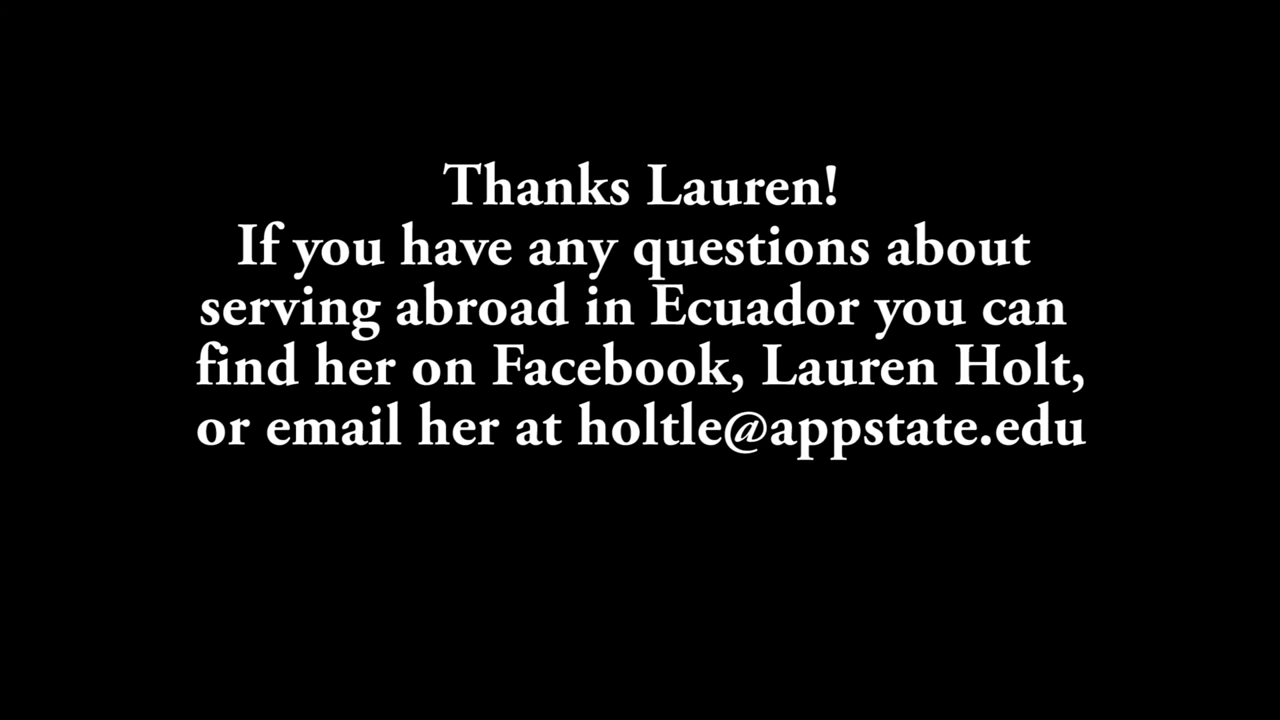 Thanks Lauren!
If you have any questions about
serving abroad in Ecuador you can
find her on Facebook, Lauren Holt,
or email her at holtle@appstate.edu